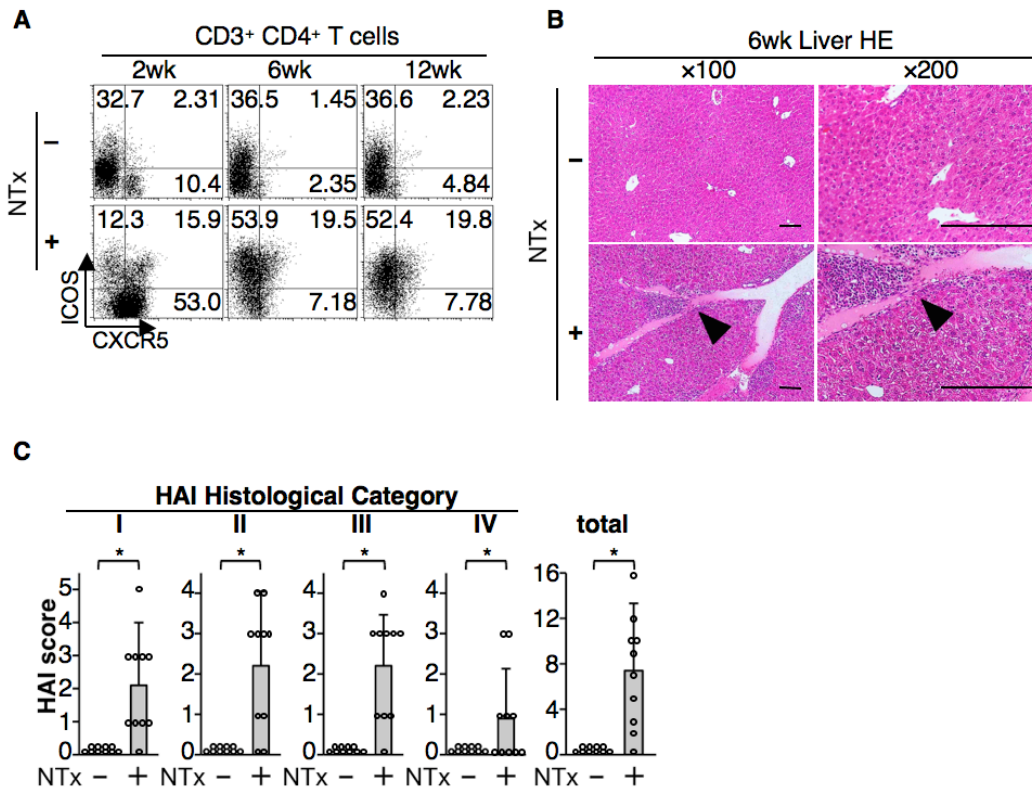 A
CD3+ CD4+ T cells
2wk 6wk 12wk
NTx
−
32.7 2.31 36.5 1.45 36.6 2.23
10.4 2.35 4.84
+
12.3 15.9 53.9 19.5 52.4 19.8
53.0 7.18 7.78
ICOS
CXCR5
B
6wk Liver HE
×100 ×200
NTx
−
+
C
HAI Histological Category
I II III IV total
* * * * *
HAI score
5 4 3 2 1 0
4 3 2 1 0
4 3 2 1 0
4 3 2 1 0
16 12 8 4 0
NTx − + NTx − + NTx − + NTx − + NTx − +